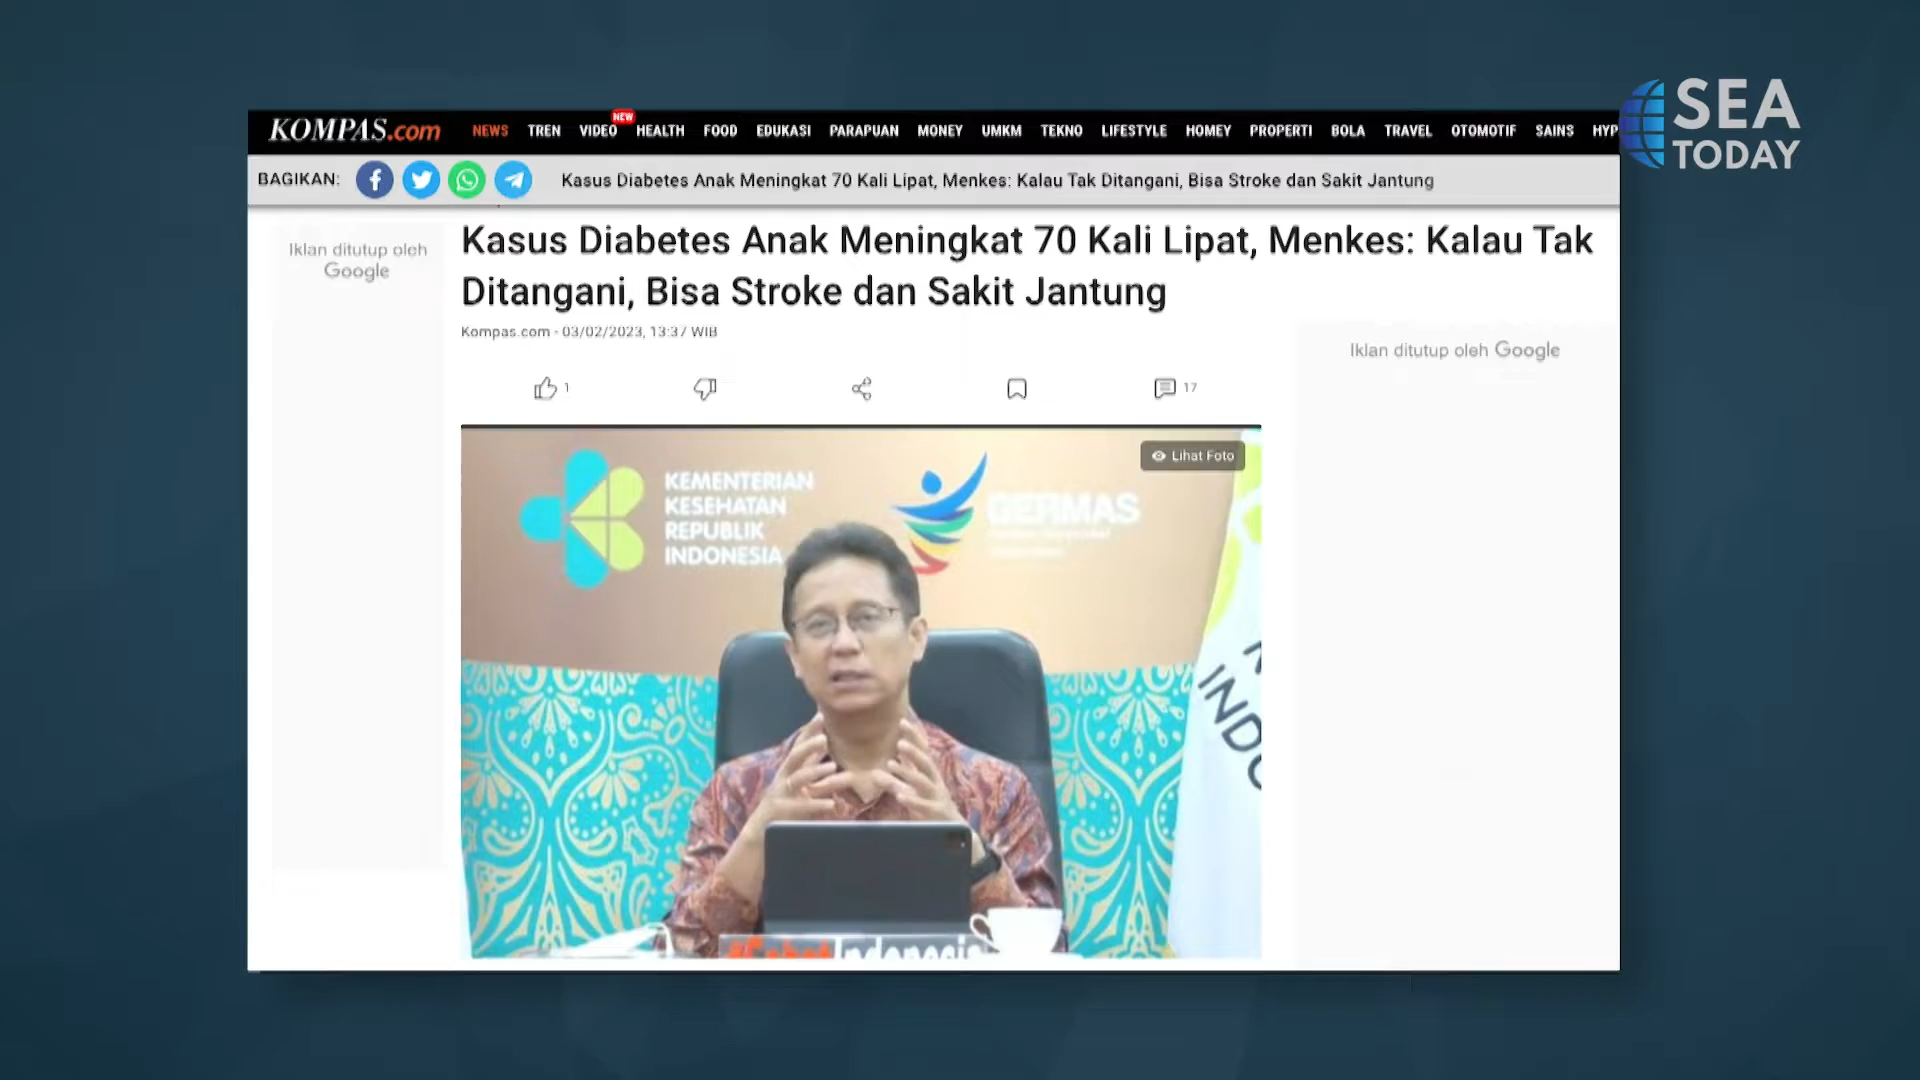 SEA
TODAY
KOMPAS.com NEWS TREN VIDEO NEW HEALTH FOOD EDUKASI PARAPUAN MONEY UMKM TEKNO LIFESTYLE HOMEY PROPERTI BOLA TRAVEL OTOMOTIF SAINS HYP
BAGIKAN: Kasus Diabetes Anak Meningkat 70 Kali Lipat, Menkes: Kalau Tak Ditangani, Bisa Stroke dan Sakit Jantung
Iklan ditutup oleh
Google
Kasus Diabetes Anak Meningkat 70 Kali Lipat, Menkes: Kalau Tak
Ditangani, Bisa Stroke dan Sakit Jantung
Kompas.com - 03/02/2023, 13:37 WIB
1
17
Iklan ditutup oleh Google
Lihat Foto
KEMENTERIAN
KESEHATAN
REPUBLIK
INDONESIA
GERMAS
INDO
#SehatIndonesia